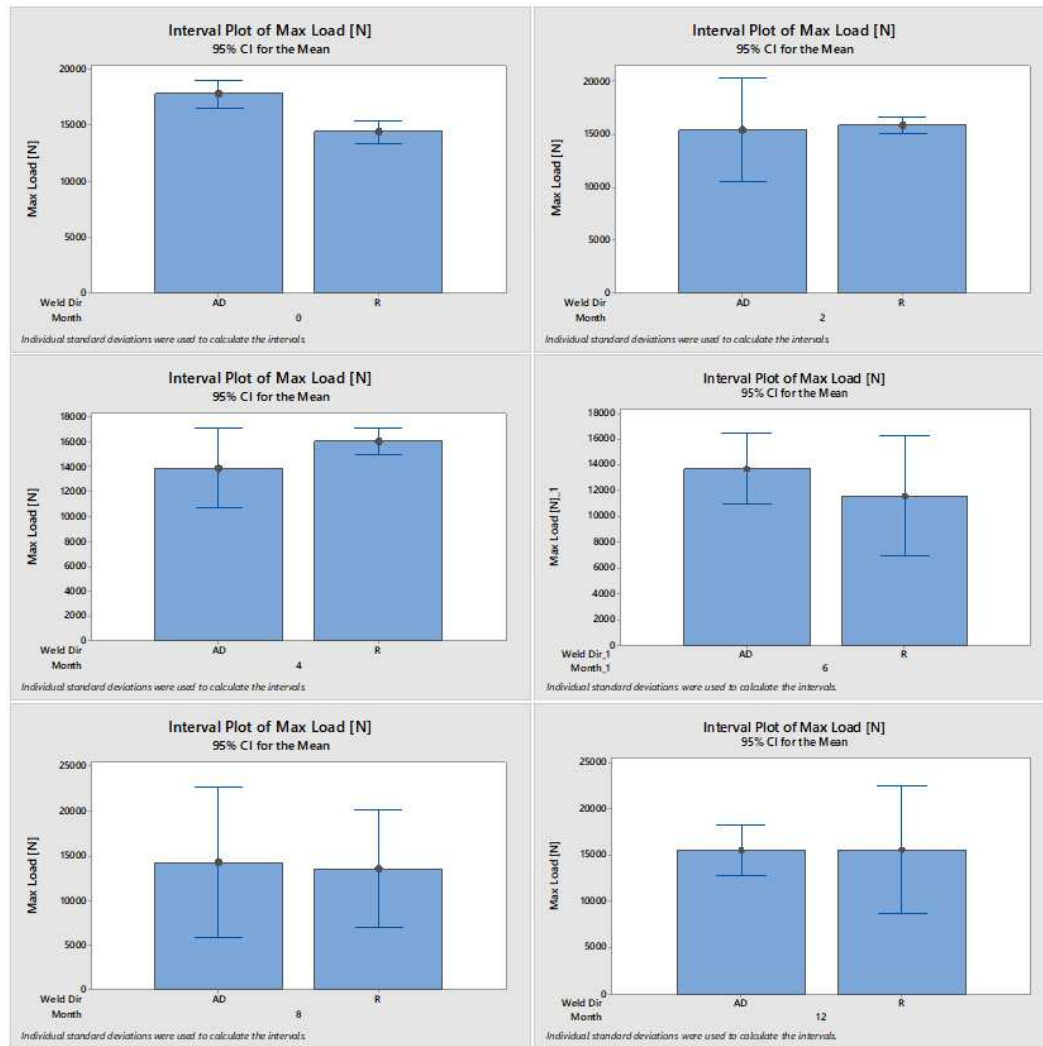 Interval Plot of Max Load [N]
95% CI for the Mean
Max Load [N]
20000
15000
10000
5000
0
Weld Dir AD R
Month 0
Individual standard deviations were used to calculate the intervals.
Interval Plot of Max Load [N]
95% CI for the Mean
Max Load [N]
20000
15000
10000
5000
0
Weld Dir AD R
Month 2
Individual standard deviations were used to calculate the intervals.
Interval Plot of Max Load [N]
95% CI for the Mean
Max Load [N]
18000
16000
14000
12000
10000
8000
6000
4000
2000
0
Weld Dir AD R
Month 4
Individual standard deviations were used to calculate the intervals.
Interval Plot of Max Load [N]
95% CI for the Mean
Max Load [N]_1
18000
16000
14000
12000
10000
8000
6000
4000
2000
0
Weld Dir_1 AD R
Month_1 6
Individual standard deviations were used to calculate the intervals.
Interval Plot of Max Load [N]
95% CI for the Mean
Max Load [N]
25000
20000
15000
10000
5000
0
Weld Dir AD R
Month 8
Individual standard deviations were used to calculate the intervals.
Interval Plot of Max Load [N]
95% CI for the Mean
Max Load [N]
25000
20000
15000
10000
5000
0
Weld Dir AD R
Month 12
Individual standard deviations were used to calculate the intervals.